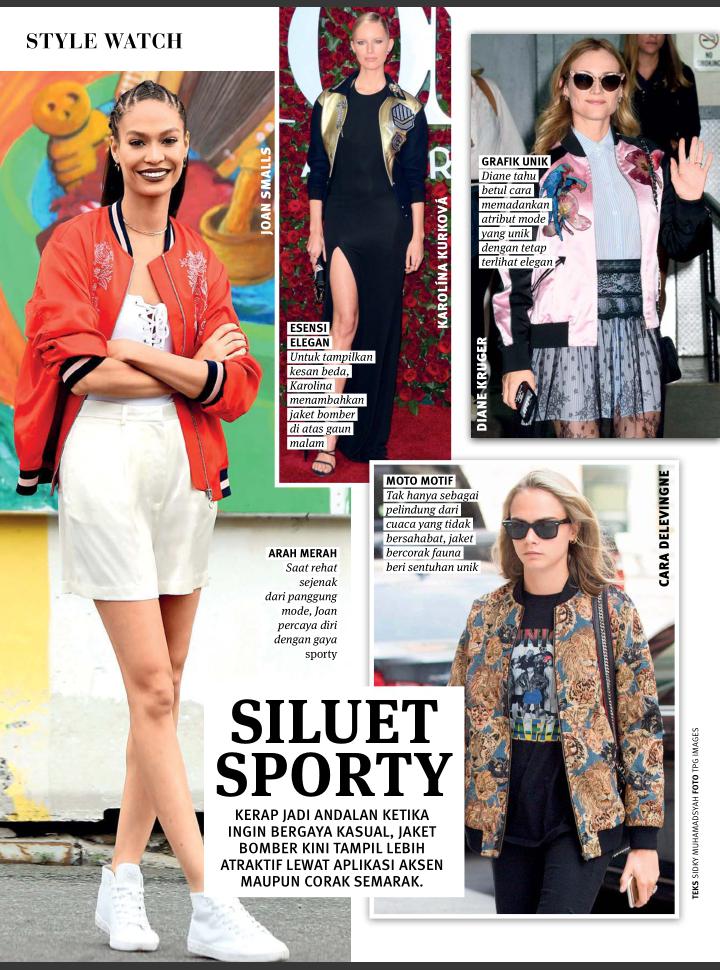 STYLE WATCH
JOAN SMALLS
KAROLÍNA KURKOVÁ
ESENSI
ELEGAN
Untuk tampilkan
kesan beda,
Karolina
menambahkan
jaket bomber
di atas gaun
malam
GRAFIK UNIK
Diane tahu
betul cara
memadankan
atribut mode
yang unik
dengan tetap
terlihat elegan
DIANE KRUGER
MOTO MOTIF
Tak hanya sebagai
pelindung dari
cuaca yang tidak
bersahabat, jaket
bercorak fauna
beri sentuhan unik
CARA DELEVINGNE
ARAH MERAH
Saat rehat
sejenak
dari panggung
mode, Joan
percaya diri
dengan gaya
sporty
SILUET
SPORTY
KERAP JADI ANDALAN KETIKA
INGIN BERGAYA KASUAL, JAKET
BOMBER KINI TAMPIL LEBIH
ATRAKTIF LEWAT APLIKASI AKSEN
MAUPUN CORAK SEMARAK.
TEKS SIDKY MUHAMADSYAH FOTO TPG IMAGES